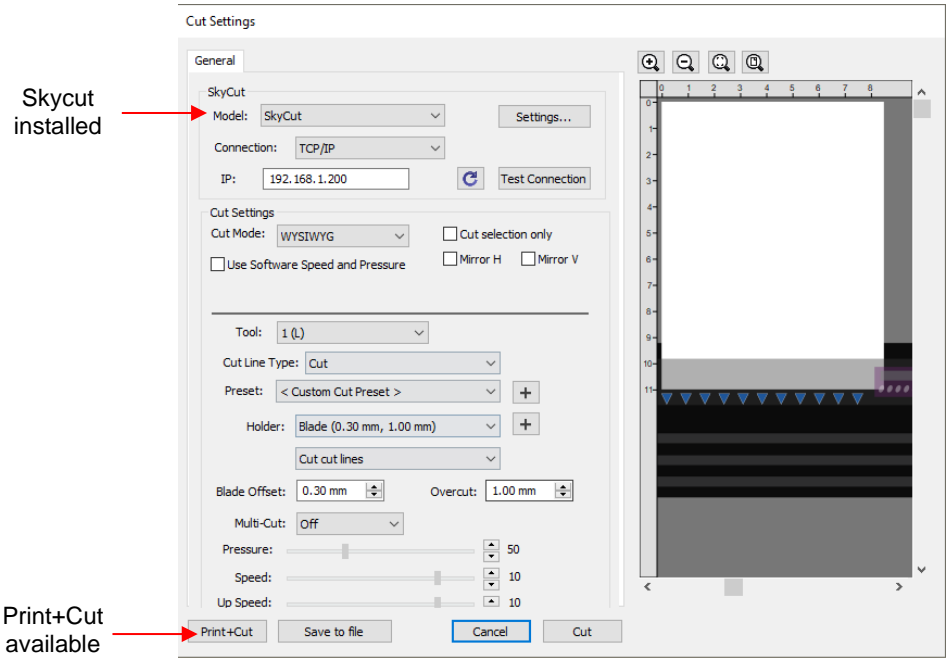 Cut Settings
General
Skycut
installed
SkyCut
Model: SkyCut Settings...
Connection: TCP/IP
IP: 192.168.1.200 Test Connection
Cut Settings
Cut Mode: WYSIWYG Cut selection only
Use Software Speed and Pressure Mirror H Mirror V
Tool: 1 (L)
Cut Line Type: Cut
Preset: < Custom Cut Preset > +
Holder: Blade (0.30 mm, 1.00 mm) +
Cut cut lines
Blade Offset: 0.30 mm Overcut: 1.00 mm
Multi-Cut: Off
Pressure: 50
Speed: 10
Up Speed: 10
Print+Cut
available
Print+Cut Save to file Cancel Cut
0 1 2 3 4 5 6 7 8
0
1
2
3
4
5
6
7
8
9
10
11